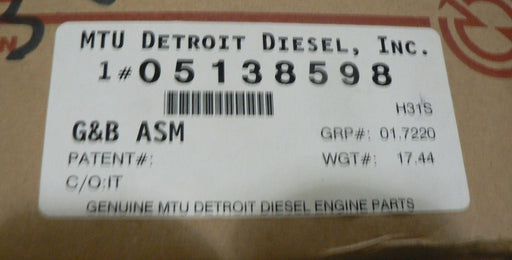 MTU DETROIT DIESEL, INC.
1# 05138598
H31S
G&B ASM
GRP#: 01.7220
PATENT#:
WGT#: 17.44
C/O:IT
GENUINE MTU DETROIT DIESEL ENGINE PARTS